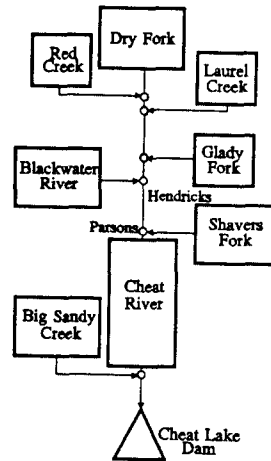 Dry Fork
Red
Creek
Laurel
Creek
Glady
Fork
Blackwater
River
Hendricks
Parsons
Shavers
Fork
Cheat
River
Big Sandy
Creek
Cheat Lake
Dam